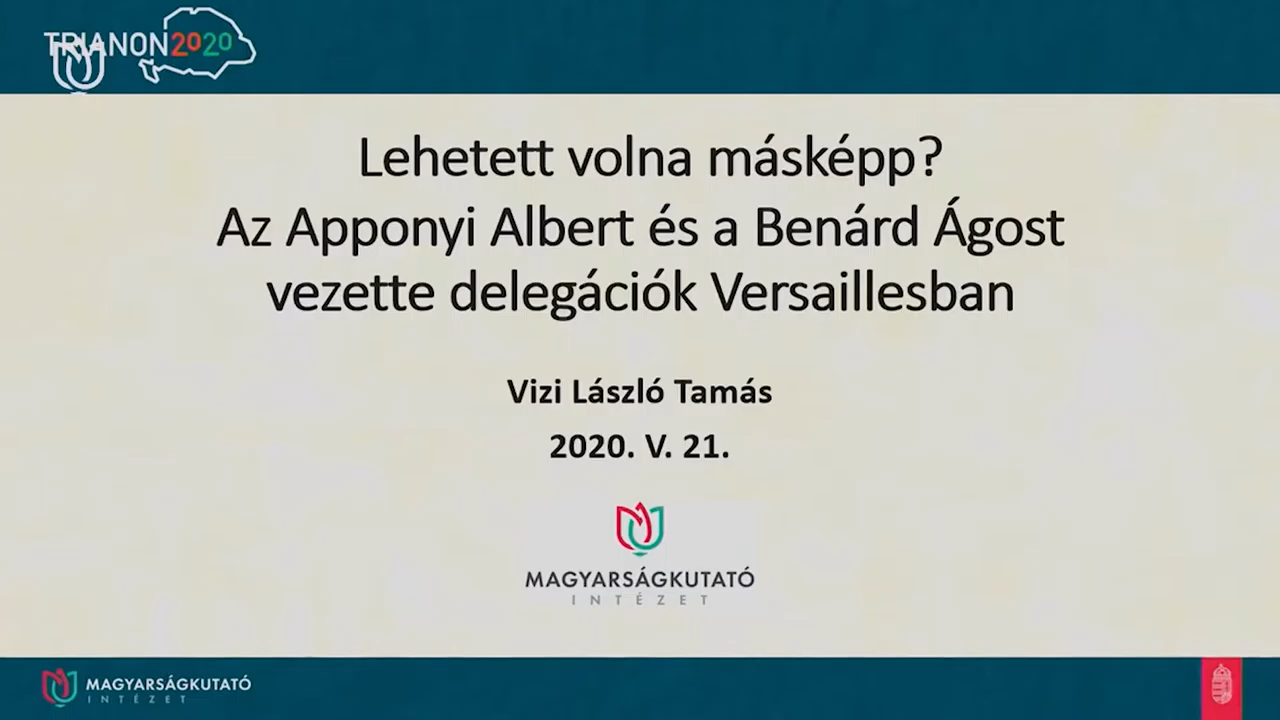 TRIANON2020
Lehetett volna másképp?
Az Apponyi Albert és a Benárd Ágost
vezette delegációk Versaillesban
Vizi László Tamás
2020. V. 21.
MAGYARSÁGKUTATÓ
INTÉZET
MAGYARSÁGKUTATÓ
INTÉZET